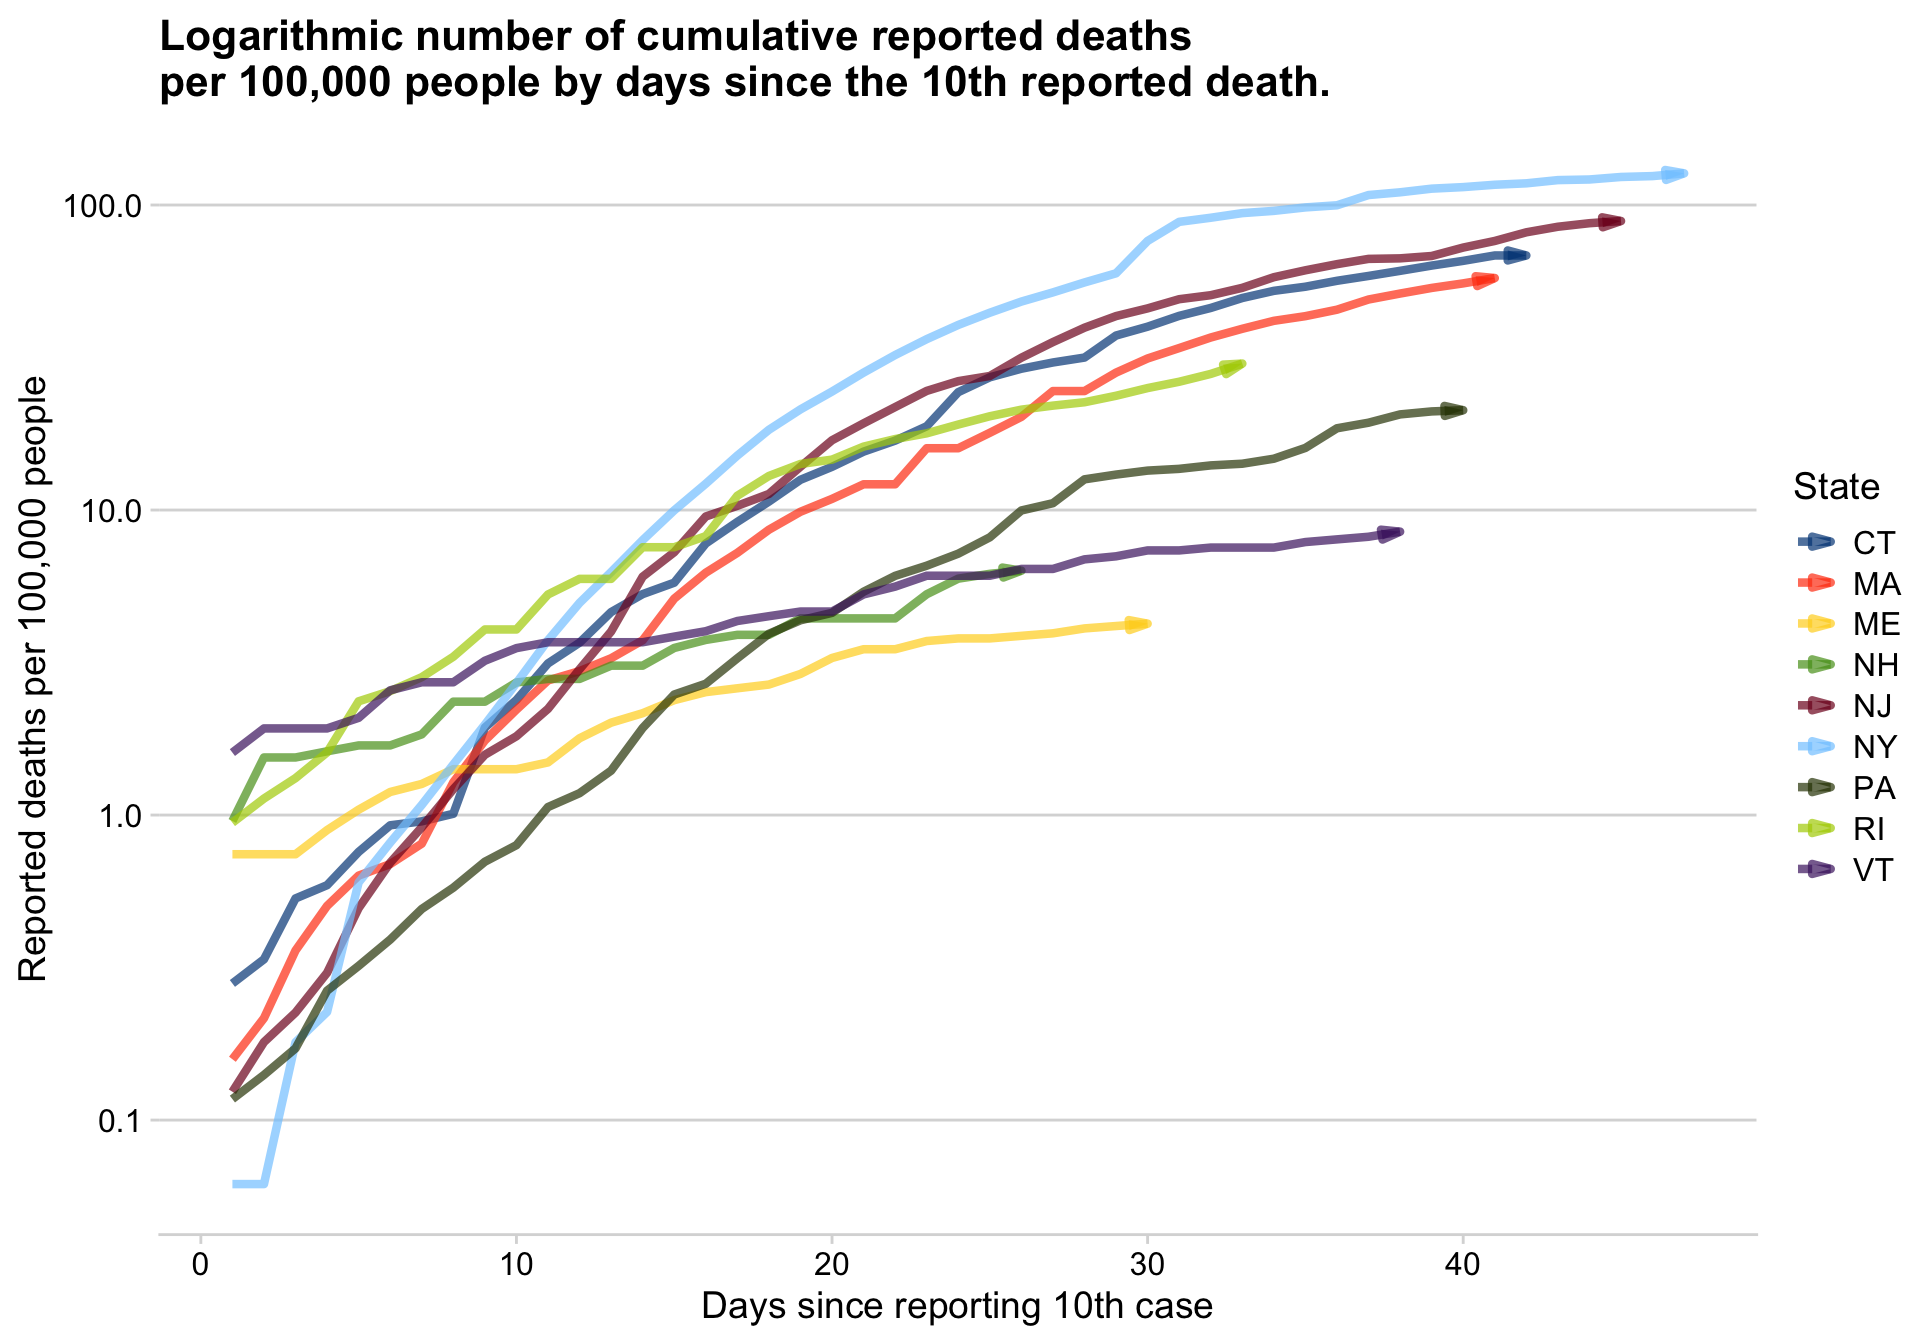 Logarithmic number of cumulative reported deaths
per 100,000 people by days since the 10th reported death.
Reported deaths per 100,000 people
100.0
10.0
1.0
0.1
0
10
20
30
40
Days since reporting 10th case
State
CT
MA
ME
NH
NJ
NY
PA
RI
VT